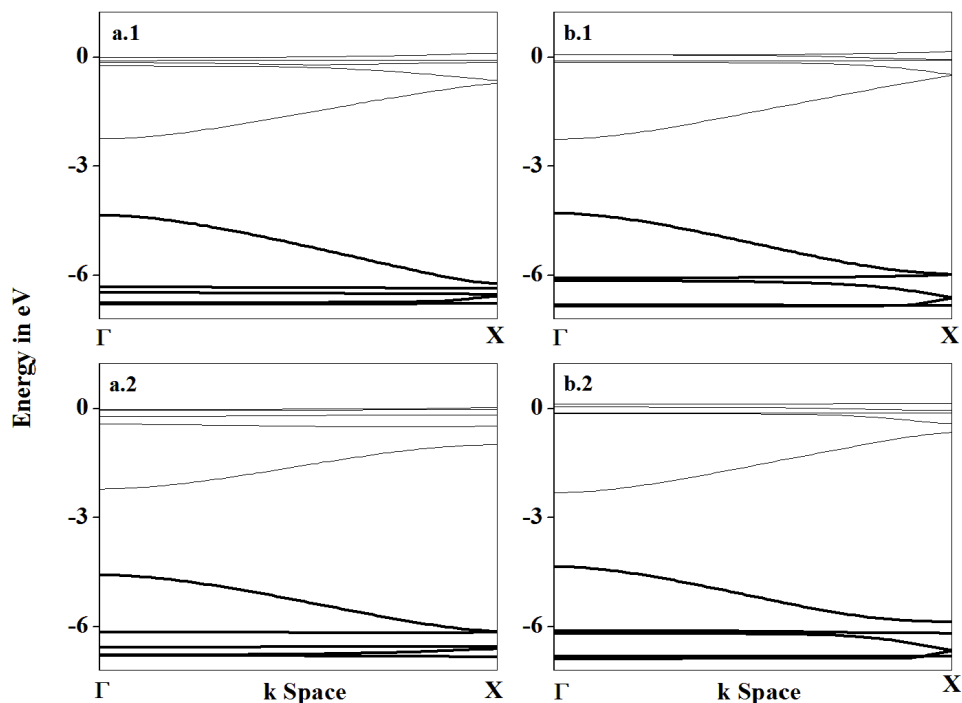 a.1
0
-3
-6
Γ
X
b.1
0
-3
-6
Γ
X
Energy in eV
a.2
0
-3
-6
Γ
k Space
X
b.2
0
-3
-6
Γ
k Space
X